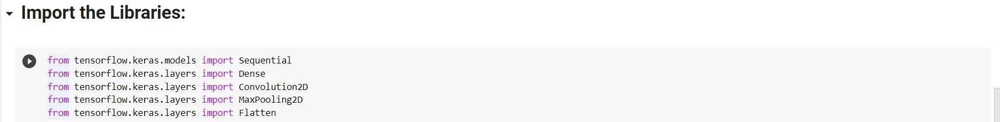 Import the Libraries:
from tensorflow.keras.models import Sequential
from tensorflow.keras.layers import Dense
from tensorflow.keras.layers import Convolution2D
from tensorflow.keras.layers import MaxPooling2D
from tensorflow.keras.layers import Flatten